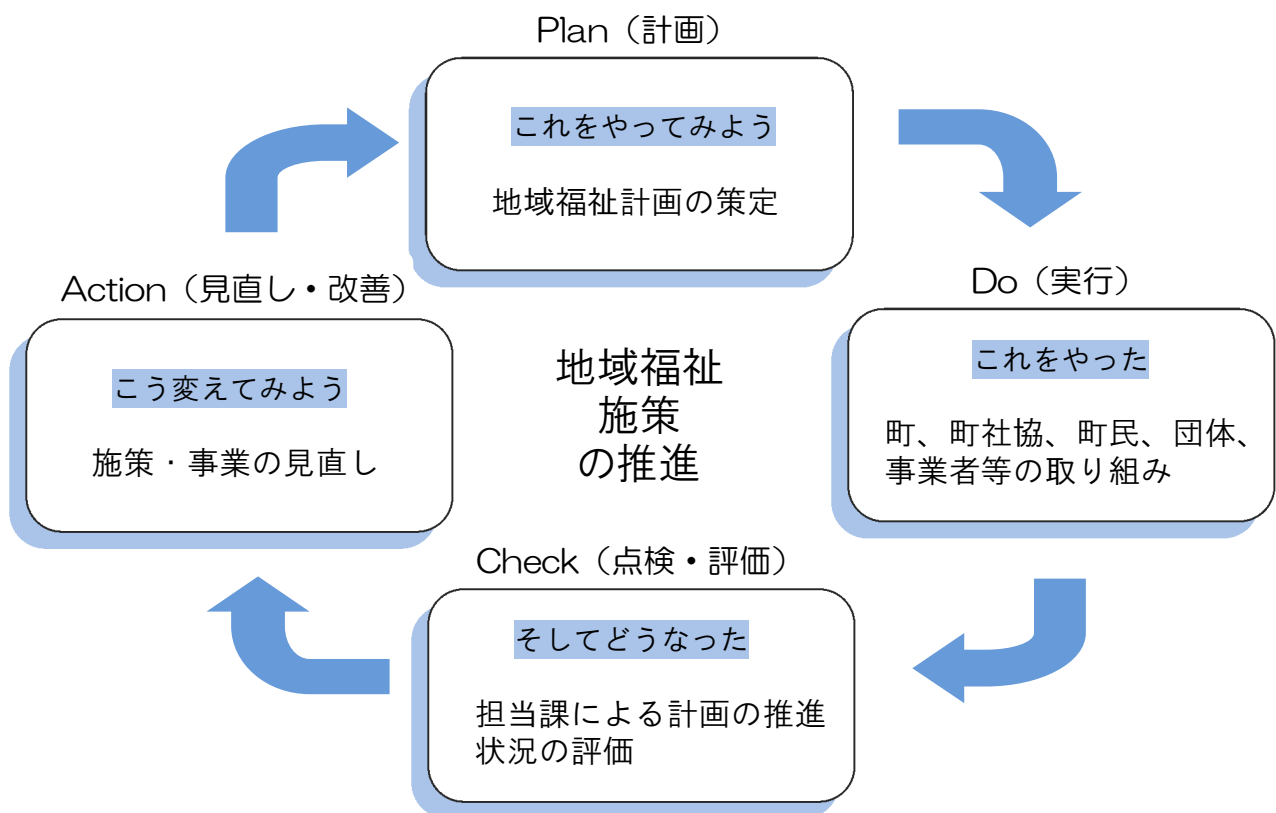 Plan（計画）
これをやってみよう
地域福祉計画の策定
Do（実行）
これをやった
町、町社協、町民、団体、
事業者等の取り組み
Check（点検・評価）
そしてどうなった
担当課による計画の推進
状況の評価
Action（見直し・改善）
こう変えてみよう
施策・事業の見直し
地域福祉
施策
の推進